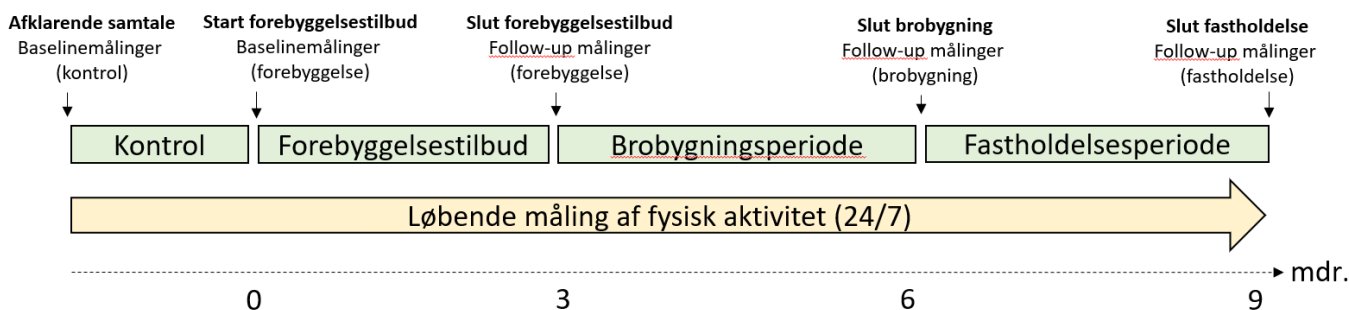 Afklarende samtale
Baselinemålinger
(kontrol)
Start forebyggelsestilbud
Baselinemålinger
(forebyggelse)
Slut forebyggelsestilbud
Follow-up målinger
(forebyggelse)
Slut brobygning
Follow-up målinger
(brobygning)
Slut fastholdelse
Follow-up målinger
(fastholdelse)
Kontrol
Forebyggelsestilbud
Brobygningsperiode
Fastholdelsesperiode
Løbende måling af fysisk aktivitet (24/7)
mdr.
0
3
6
9